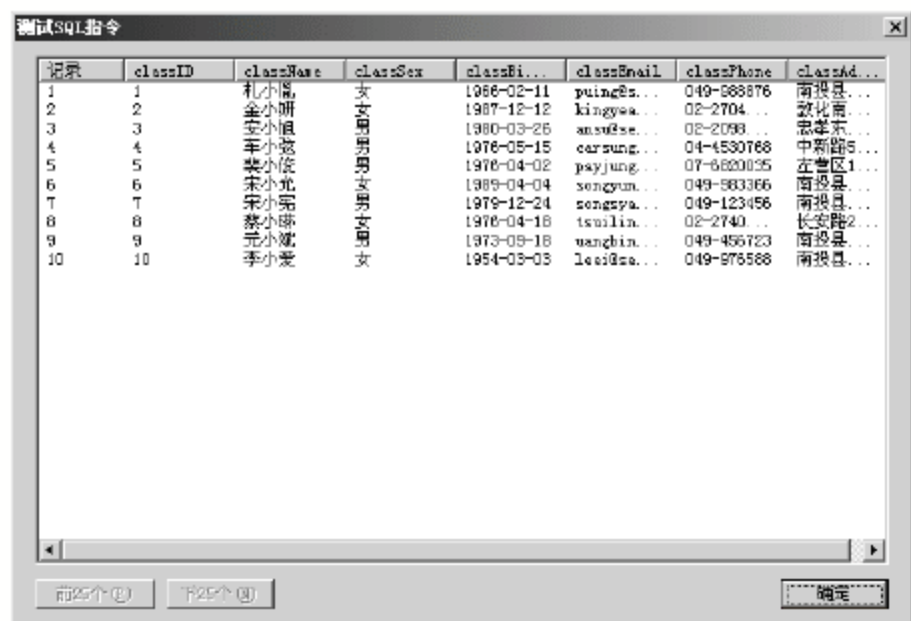 测试SQL指令
记录 classID className classSex classBi... classEmail classPhone classAd...
1 1 女 1966-02-11 puing@s... 049-988876 南投县...
2 2 金小妍 女 1987-12-12 kingyea... 02-2704... 敦化南...
3 3 安小旭 男 1980-03-26 ansu@se... 02-2098... 忠孝东...
4 4 车小弦 男 1976-05-15 carsung... 04-4530768 中新路5...
5 5 裴小俊 男 1976-04-02 payjung... 07-6820035 左营区1...
6 6 宋小允 女 1989-04-04 songyun... 049-983366 南投县...
7 7 宋小宪 男 1979-12-24 songsya... 049-123456 南投县...
8 8 蔡小琳 女 1976-04-18 tsuilin... 02-2740... 长安路2...
9 9 元小斌 男 1973-09-18 wangbin... 049-456723 南投县...
10 10 李小爱 女 1954-03-03 leei@se... 049-976588 南投县...
前25个(P) 下25个(N) 确定